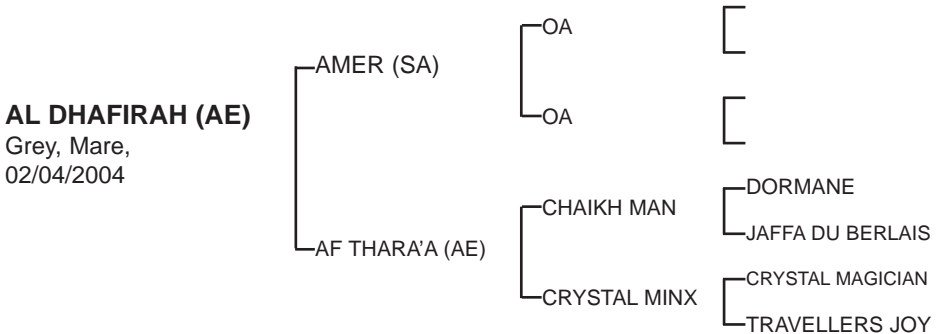 AL DHAFIRAH (AE)
Grey, Mare,
02/04/2004
AMER (SA)
AF THARA'A (AE)
OA
OA
CHAIKH MAN
CRYSTAL MINX
DORMANE
JAFFA DU BERLAIS
CRYSTAL MAGICIAN
TRAVELLERS JOY